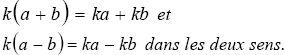 k(a + b) = ka + kb et
k(a − b) = ka − kb dans les deux sens.